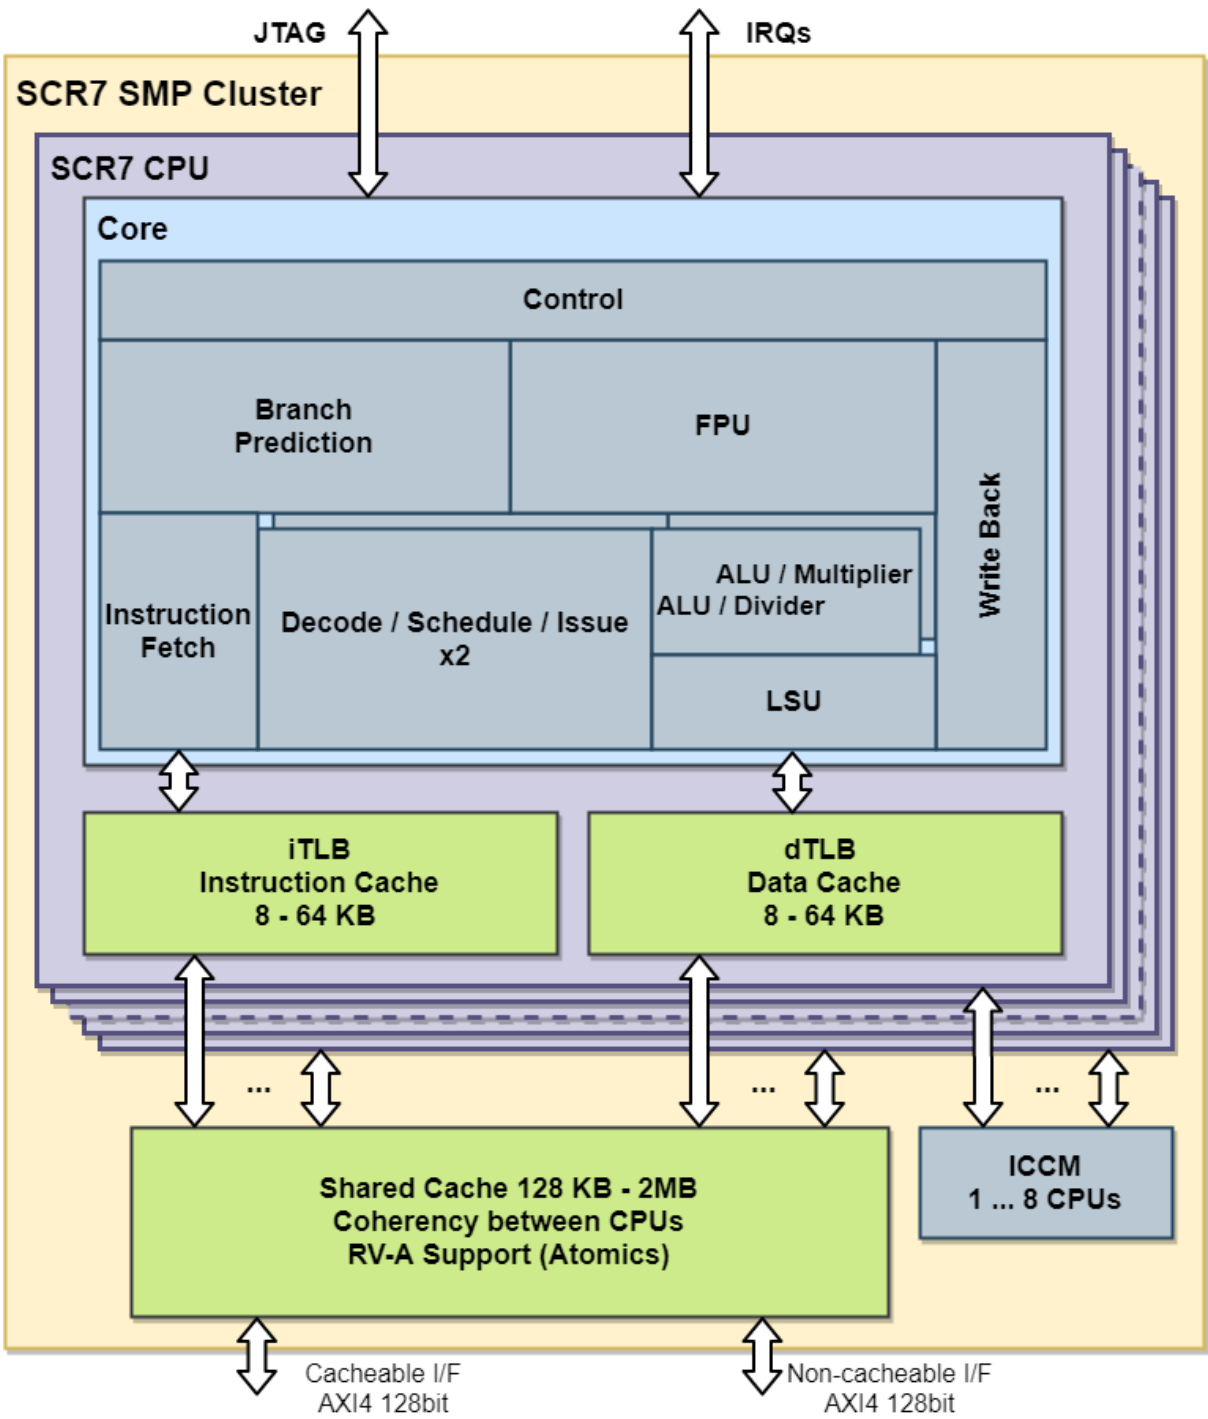 JTAG
IRQs
SCR7 SMP Cluster
SCR7 CPU
Core
Control
Branch
Prediction
FPU
Write Back
Instruction
Fetch
Decode / Schedule / Issue
x2
ALU / Multiplier
ALU / Divider
LSU
iTLB
Instruction Cache
8 - 64 KB
dTLB
Data Cache
8 - 64 KB
...
...
...
Shared Cache 128 KB - 2MB
Coherency between CPUs
RV-A Support (Atomics)
ICCM
1 ... 8 CPUs
Cacheable I/F
AXI4 128bit
Non-cacheable I/F
AXI4 128bit